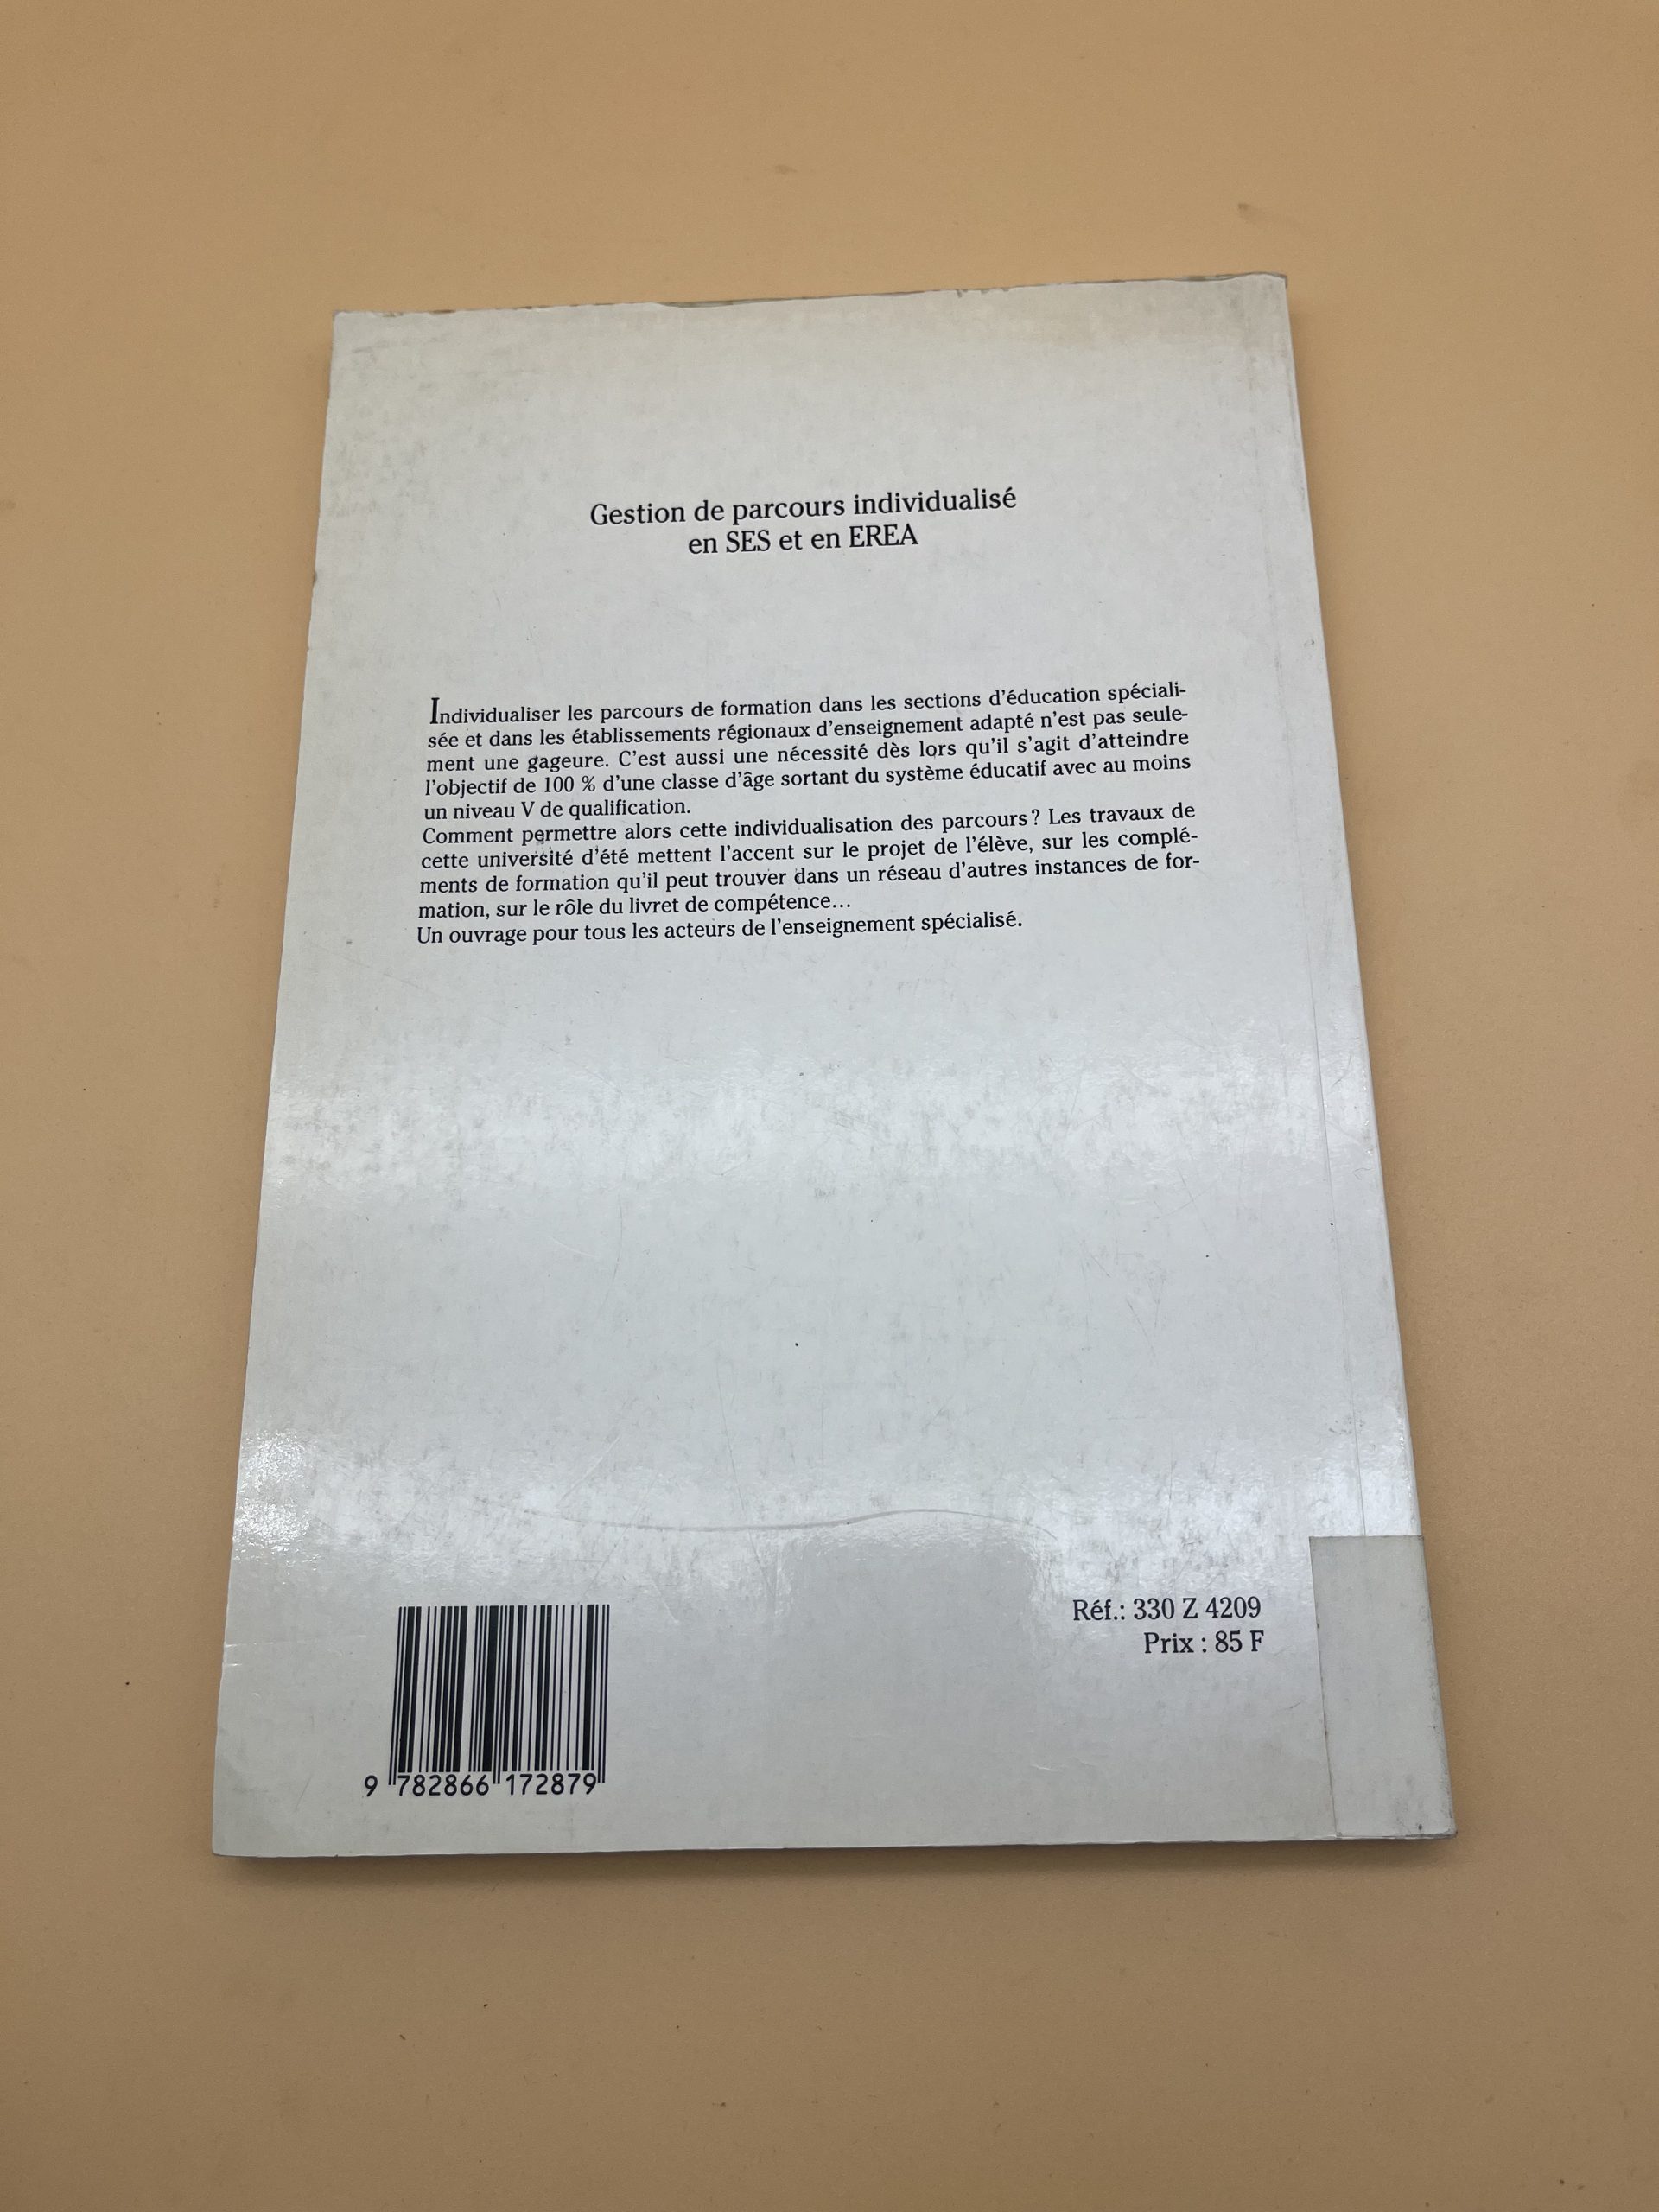 Gestion de parcours individualisé
en SES et en EREA
Individualiser les parcours de formation dans les sections d'éducation spéciali-
sée et dans les établissements régionaux d'enseignement adapté n'est pas seule-
ment une gageure. C'est aussi une nécessité dès lors qu'il s'agit d'atteindre
l'objectif de 100 % d'une classe d'âge sortant du système éducatif avec au moins
un niveau V de qualification.
Comment permettre alors cette individualisation des parcours ? Les travaux de
cette université d'été mettent l'accent sur le projet de l'élève, sur les complé-
ments de formation qu'il peut trouver dans un réseau d'autres instances de for-
mation, sur le rôle du livret de compétence...
Un ouvrage pour tous les acteurs de l'enseignement spécialisé.
Réf.: 330 Z 4209
Prix : 85 F
9 782866 172879